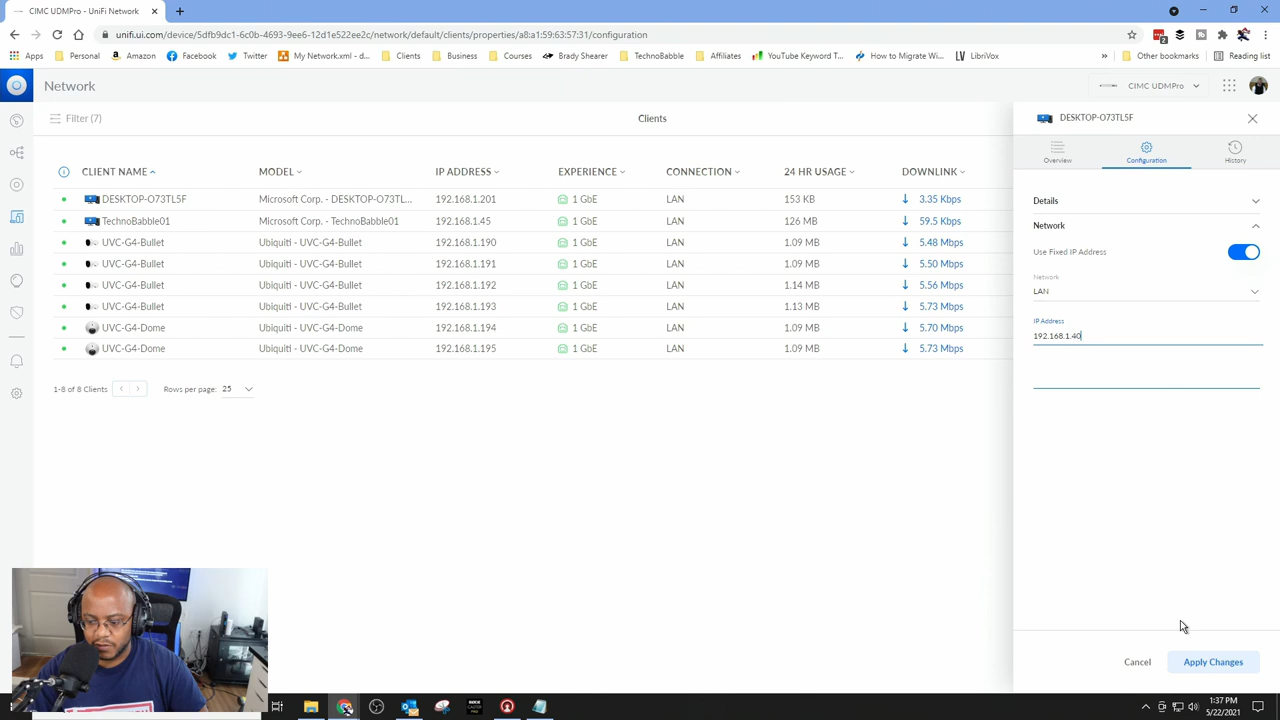 CIMC UDMPro - UniFi Network
unifi.ui.com/device/5dfb9dc1-6c0b-4693-9ee6-12d1e522ee2c/network/default/clients/properties/a8:a1:59:63:57:31/configuration
Apps Personal Amazon Facebook Twitter My Network.xml - d... Clients Business Courses Brady Shearer TechnoBabble Affiliates YouTube Keyword T... How to Migrate Wi... LibriVox » Other bookmarks Reading list
Network CIMC UDMPro
Filter (7) Clients
CLIENT NAME MODEL IP ADDRESS EXPERIENCE CONNECTION 24 HR USAGE DOWNLINK
DESKTOP-O73TL5F Microsoft Corp. - DESKTOP-O73TL... 192.168.1.201 1 GbE LAN 153 KB 3.35 Kbps
TechnoBabble01 Microsoft Corp. - TechnoBabble01 192.168.1.45 1 GbE LAN 126 MB 59.5 Kbps
UVC-G4-Bullet Ubiquiti - UVC-G4-Bullet 192.168.1.190 1 GbE LAN 1.09 MB 5.48 Mbps
UVC-G4-Bullet Ubiquiti - UVC-G4-Bullet 192.168.1.191 1 GbE LAN 1.09 MB 5.50 Mbps
UVC-G4-Bullet Ubiquiti - UVC-G4-Bullet 192.168.1.192 1 GbE LAN 1.14 MB 5.56 Mbps
UVC-G4-Bullet Ubiquiti - UVC-G4-Bullet 192.168.1.193 1 GbE LAN 1.13 MB 5.73 Mbps
UVC-G4-Dome Ubiquiti - UVC-G4-Dome 192.168.1.194 1 GbE LAN 1.09 MB 5.70 Mbps
UVC-G4-Dome Ubiquiti - UVC-G4-Dome 192.168.1.195 1 GbE LAN 1.09 MB 5.73 Mbps
1-8 of 8 Clients Rows per page: 25
DESKTOP-O73TL5F
Overview Configuration History
Details
Network
Use Fixed IP Address
Network
LAN
IP Address
192.168.1.40
Cancel Apply Changes
1:37 PM
5/22/2021